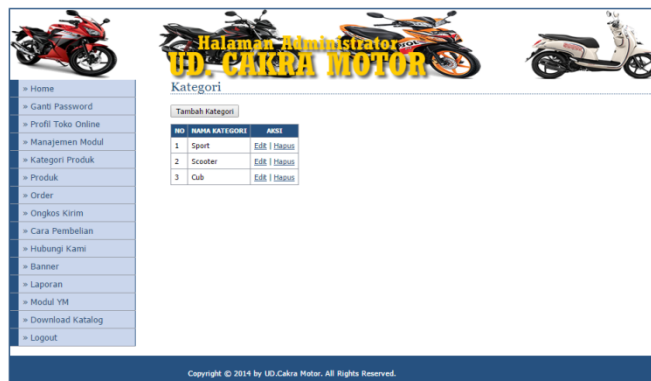 Halaman Administrator
UD. CAKRA MOTOR
» Home
» Ganti Password
» Profil Toko Online
» Manajemen Modul
» Kategori Produk
» Produk
» Order
» Ongkos Kirim
» Cara Pembelian
» Hubungi Kami
» Banner
» Laporan
» Modul YM
» Download Katalog
» Logout
Kategori
Tambah Kategori
NO NAMA KATEGORI AKSI
1 Sport Edit | Hapus
2 Scooter Edit | Hapus
3 Cub Edit | Hapus
Copyright © 2014 by UD.Cakra Motor. All Rights Reserved.